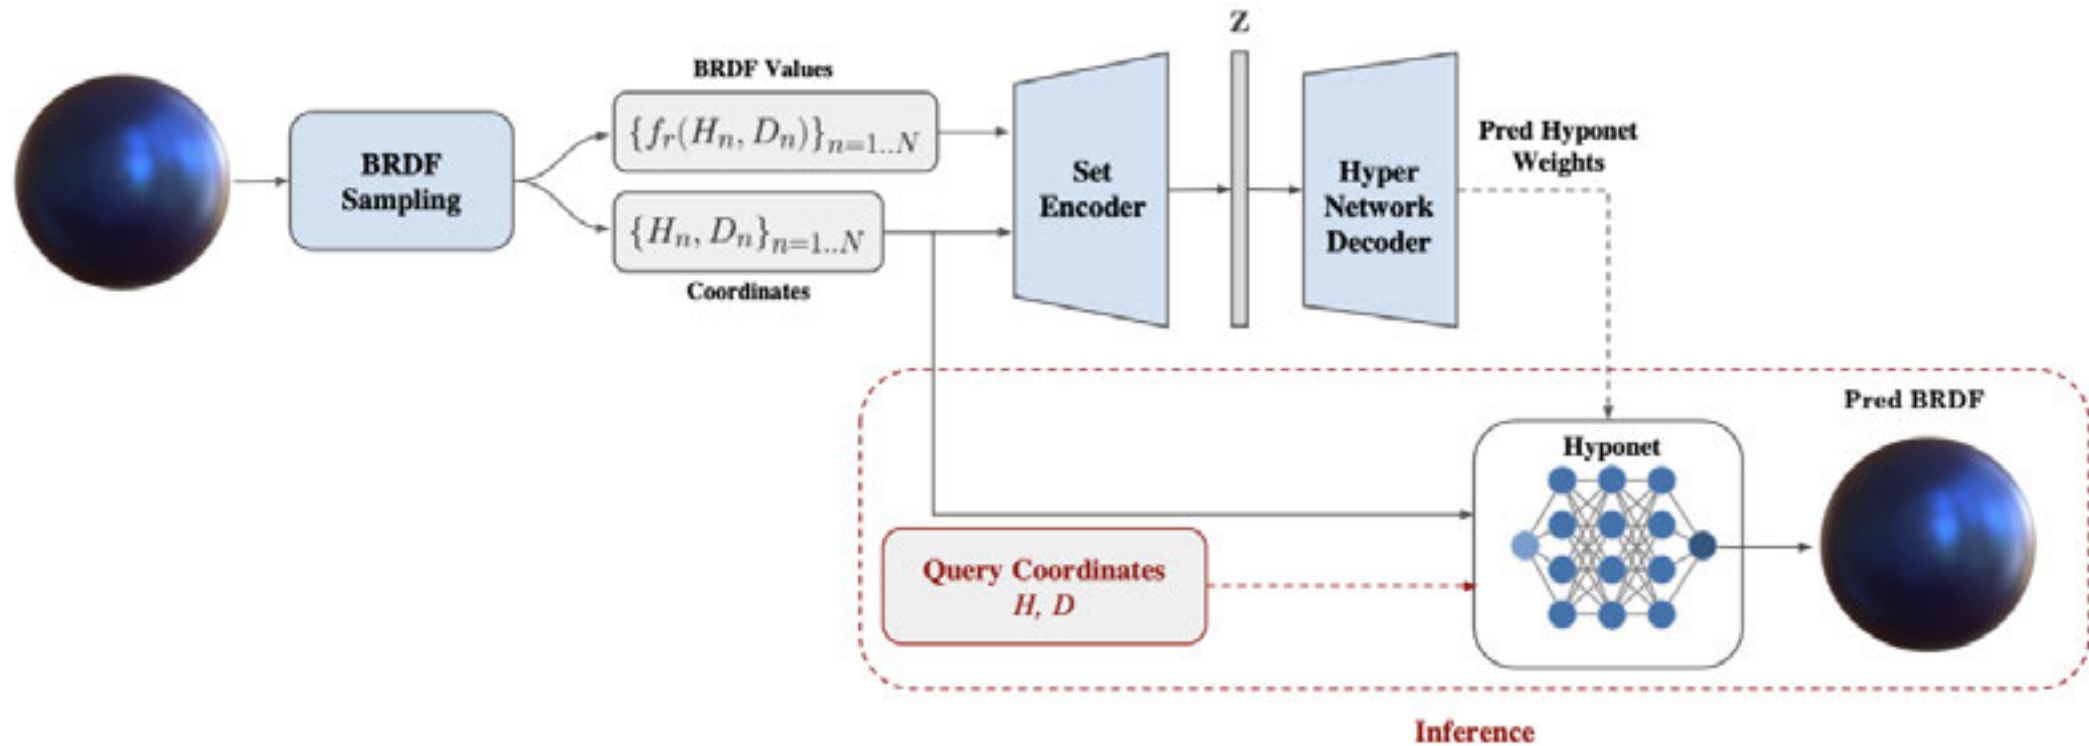 Z
BRDF Values
{f_r(H_n, D_n)}_{n=1..N}
BRDF
Sampling
{H_n, D_n}_{n=1..N}
Coordinates
Set
Encoder
Hyper
Network
Decoder
Pred Hyponet
Weights
Pred BRDF
Hyponet
Query Coordinates
H, D
Inference